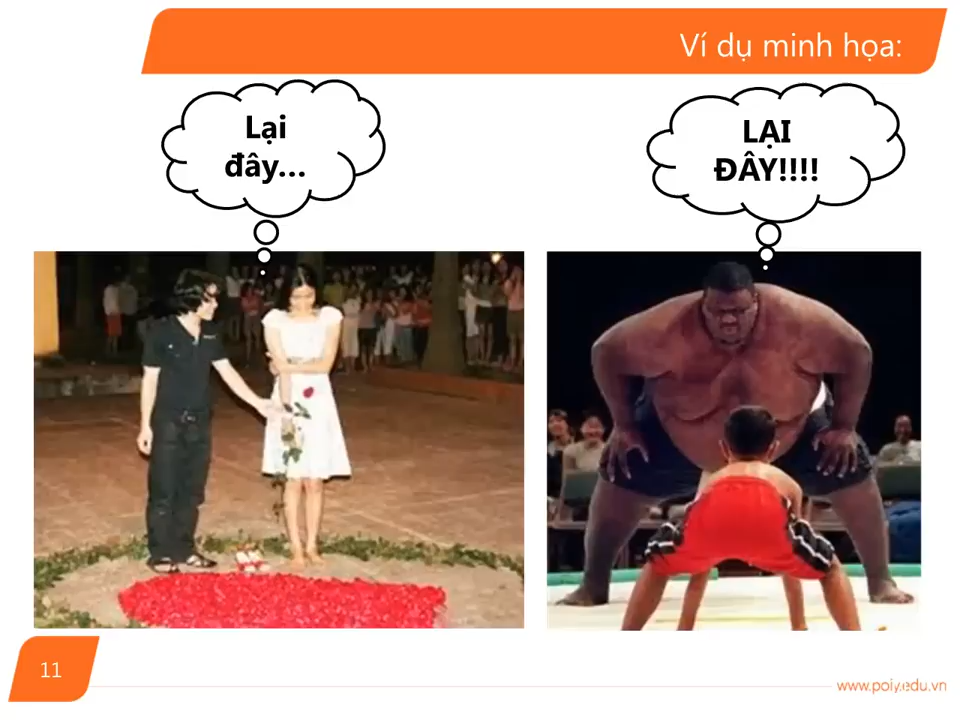 Ví dụ minh họa:
Lại
đây...
LẠI
ĐÂY!!!!
11
www.poly.edu.vn